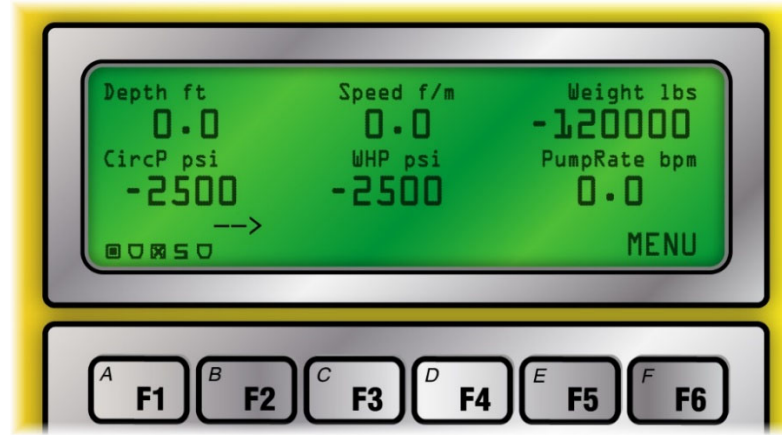 Depth ft Speed f/m Weight lbs
0.0 0.0 -120000
CircP psi WHP psi PumpRate bpm
-2500 -2500 0.0
-->
MENU
A F1 B F2 C F3 D F4 E F5 F F6